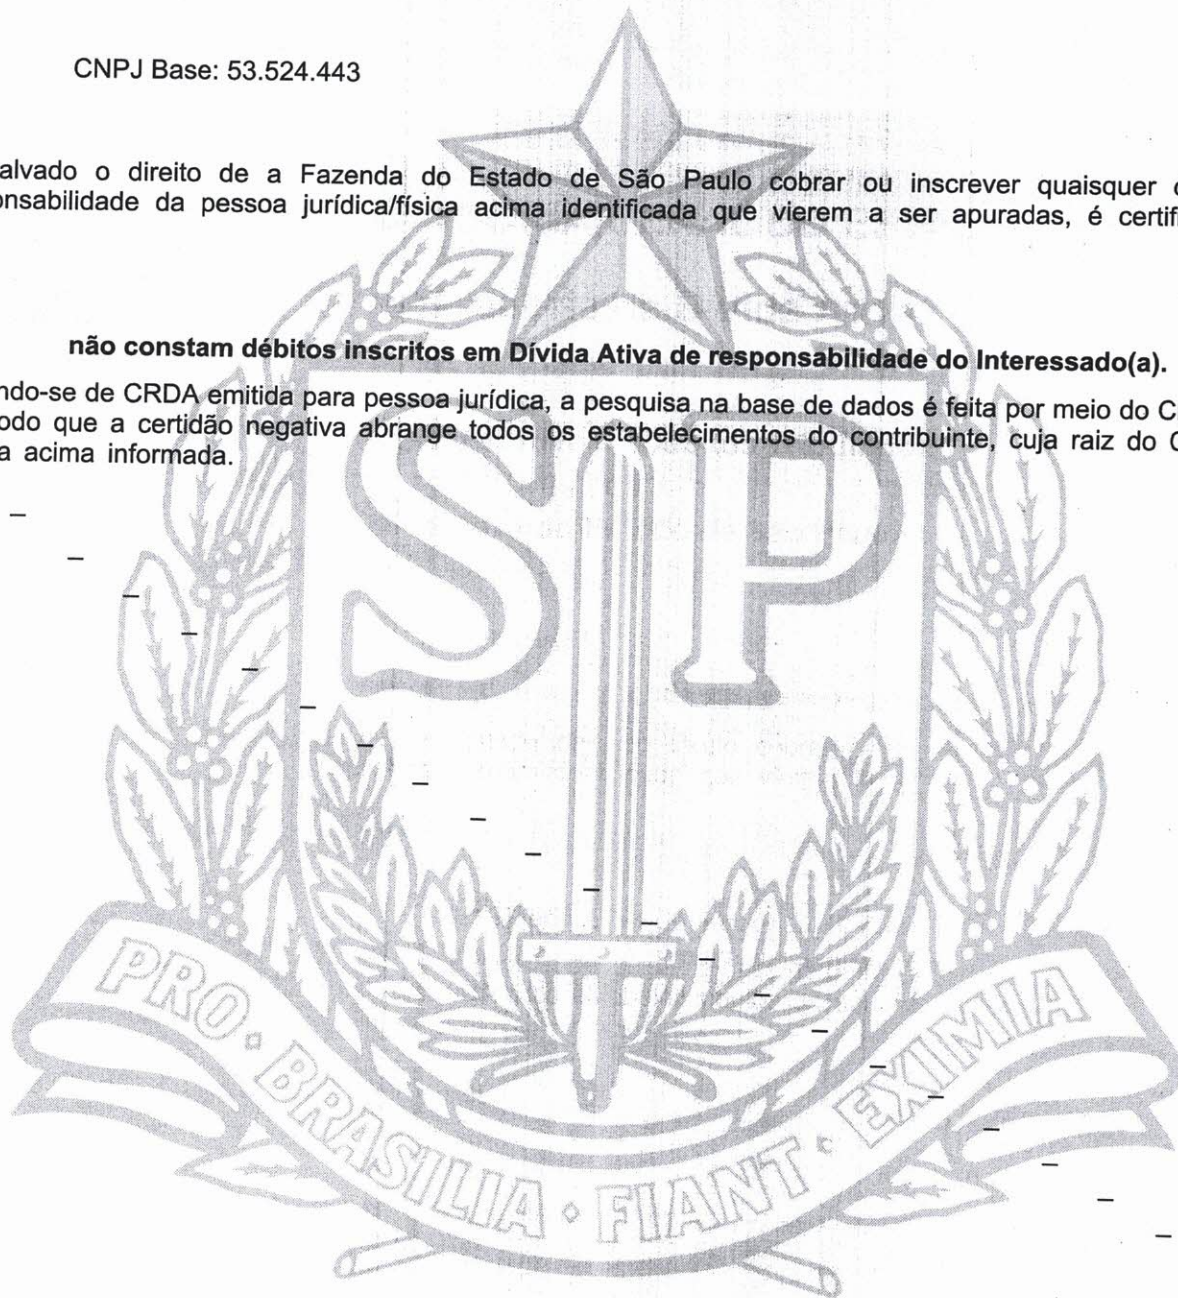 CNPJ Base: 53.524.443
alvado o direito de a Fazenda do Estado de São Paulo cobrar ou inscrever quaisquer
onsabilidade da pessoa jurídica/física acima identificada que vierem a ser apuradas, é certif
não constam débitos inscritos em Dívida Ativa de responsabilidade do Interessado(a).
ndo-se de CRDA emitida para pessoa jurídica, a pesquisa na base de dados é feita por meio do C
odo que a certidão negativa abrange todos os estabelecimentos do contribuinte, cuja raiz do
a acima informada.
SP
PRO • BRASILIA • FIANT • EXIMIA